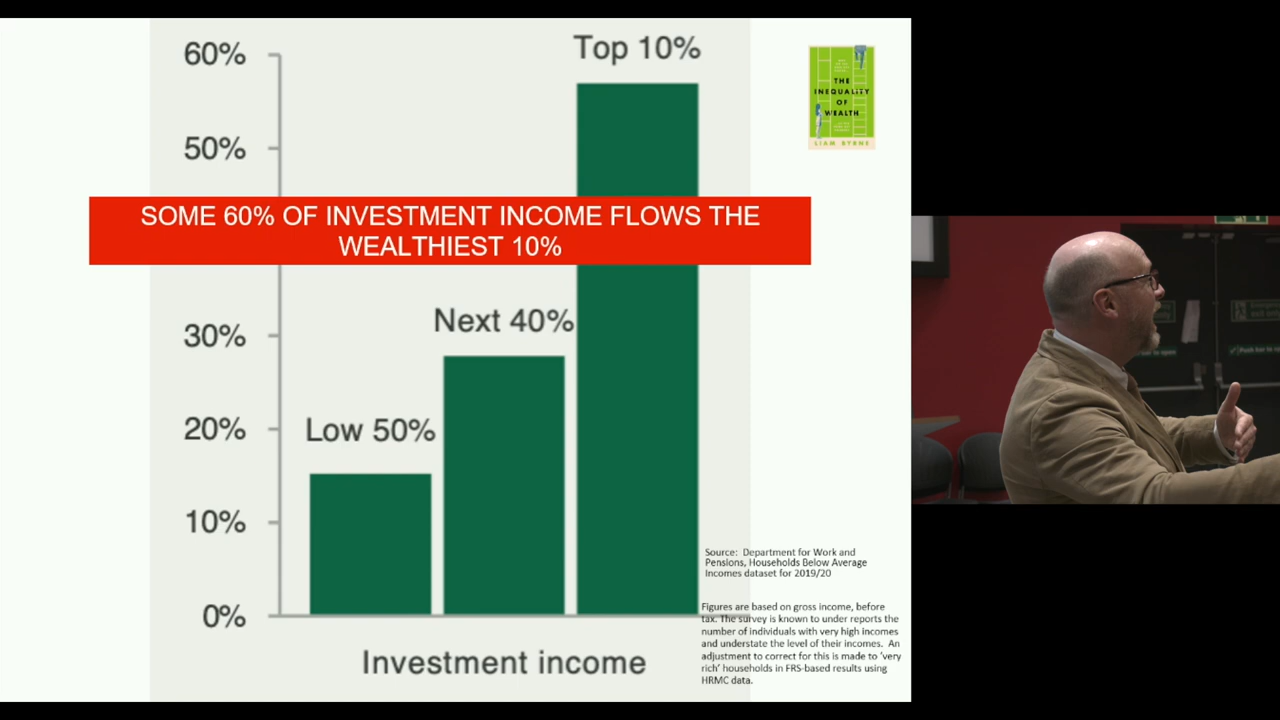 60%
Top 10%
50%
SOME 60% OF INVESTMENT INCOME FLOWS THE
WEALTHIEST 10%
30%
Next 40%
20%
Low 50%
10%
0%
Investment income
THE
INEQUALITY
OF
WEALTH
LIAM BYRNE
Source: Department for Work and
Pensions, Households Below Average
Incomes dataset for 2019/20
Figures are based on gross income, before
tax. The survey is known to under reports the
number of individuals with very high incomes
and understate the level of their incomes. An
adjustment to correct for this is made to 'very
rich' households in FRS-based results using
HRMC data.